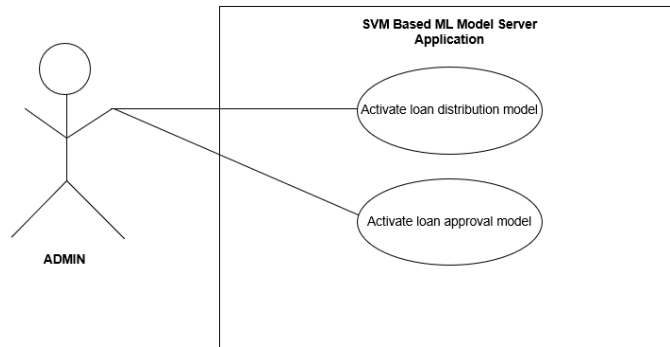 SVM Based ML Model Server
Application
Activate loan distribution model
Activate loan approval model
ADMIN